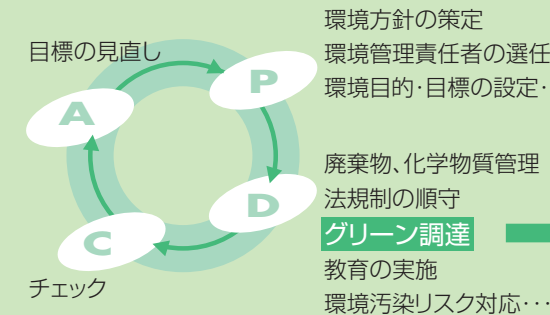 目標の見直し
A
P
D
C
チェック
環境方針の策定
環境管理責任者の選任
環境目的・目標の設定・
廃棄物、化学物質管理
法規制の順守
グリーン調達
教育の実施
環境汚染リスク対応・・・